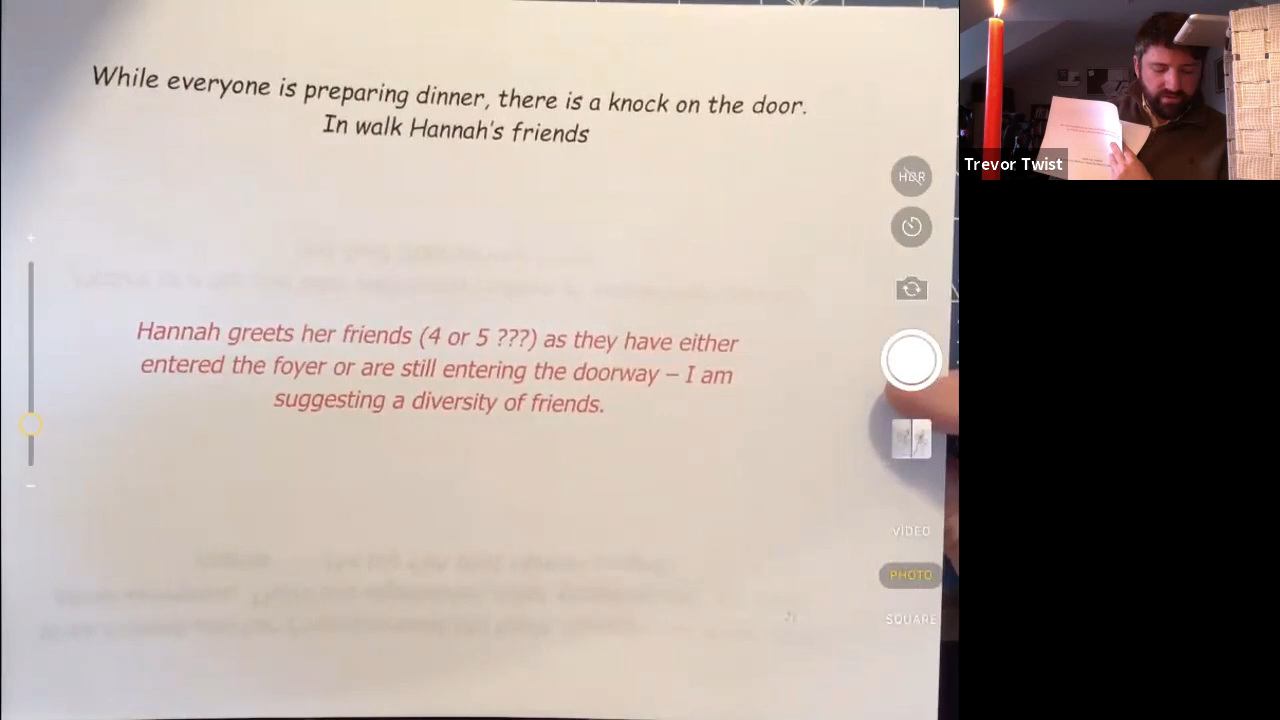 While everyone is preparing dinner, there is a knock on the door.
In walk Hannah's friends
Hannah greets her friends (4 or 5 ???) as they have either
entered the foyer or are still entering the doorway – I am
suggesting a diversity of friends.
HDR
VIDEO
PHOTO
SQUARE
Trevor Twist